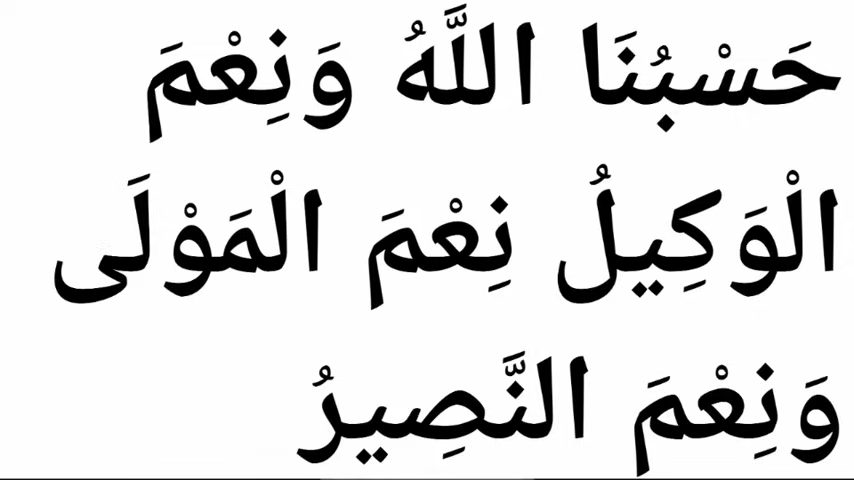 حَسْبُنَا اللَّهُ وَنِعْمَ
الْوَكِيلُ نِعْمَ الْمَوْلَى
وَنِعْمَ النَّصِيرُ